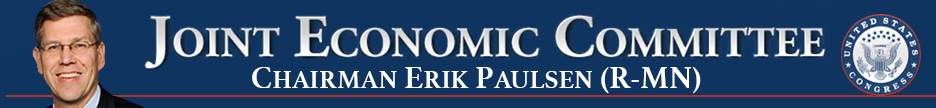 JOINT ECONOMIC COMMITTEE
CHAIRMAN ERIK PAULSEN (R-MN)
UNITED STATES
CONGRESS